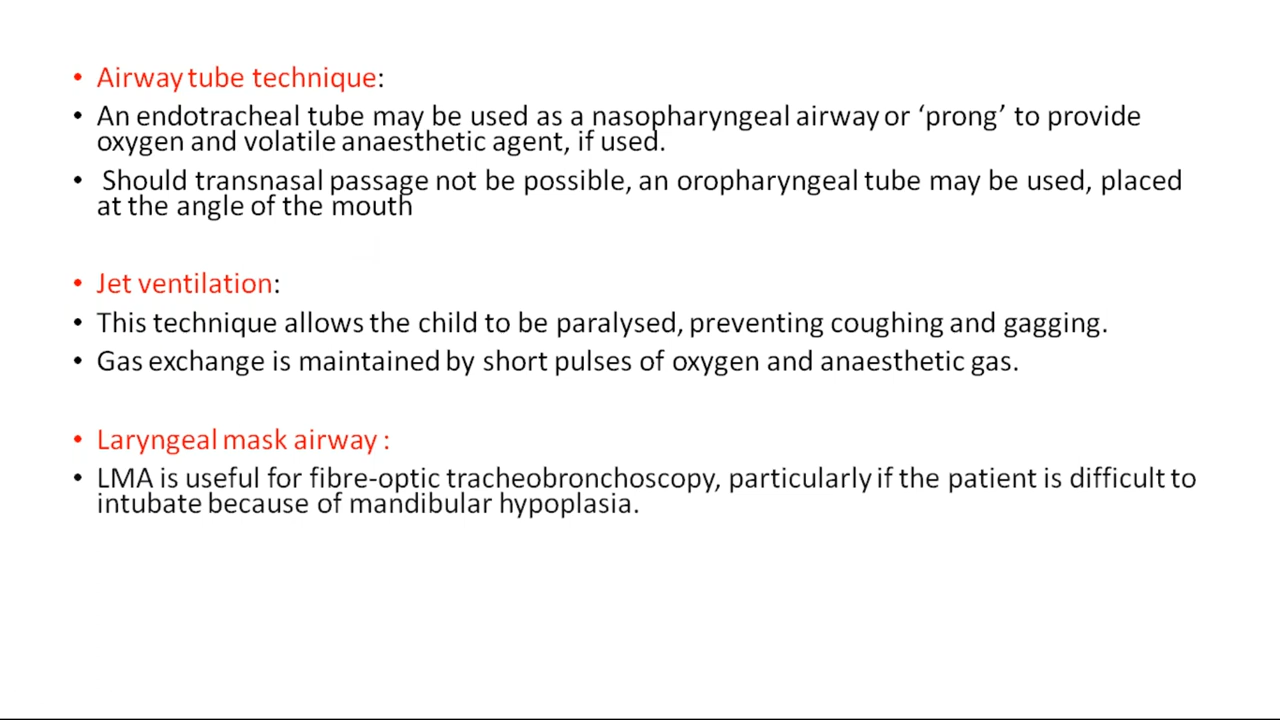 • Airway tube technique:
• An endotracheal tube may be used as a nasopharyngeal airway or ‘prong’ to provide
oxygen and volatile anaesthetic agent, if used.
• Should transnasal passage not be possible, an oropharyngeal tube may be used, placed
at the angle of the mouth
• Jet ventilation:
• This technique allows the child to be paralysed, preventing coughing and gagging.
• Gas exchange is maintained by short pulses of oxygen and anaesthetic gas.
• Laryngeal mask airway :
• LMA is useful for fibre-optic tracheobronchoscopy, particularly if the patient is difficult to
intubate because of mandibular hypoplasia.